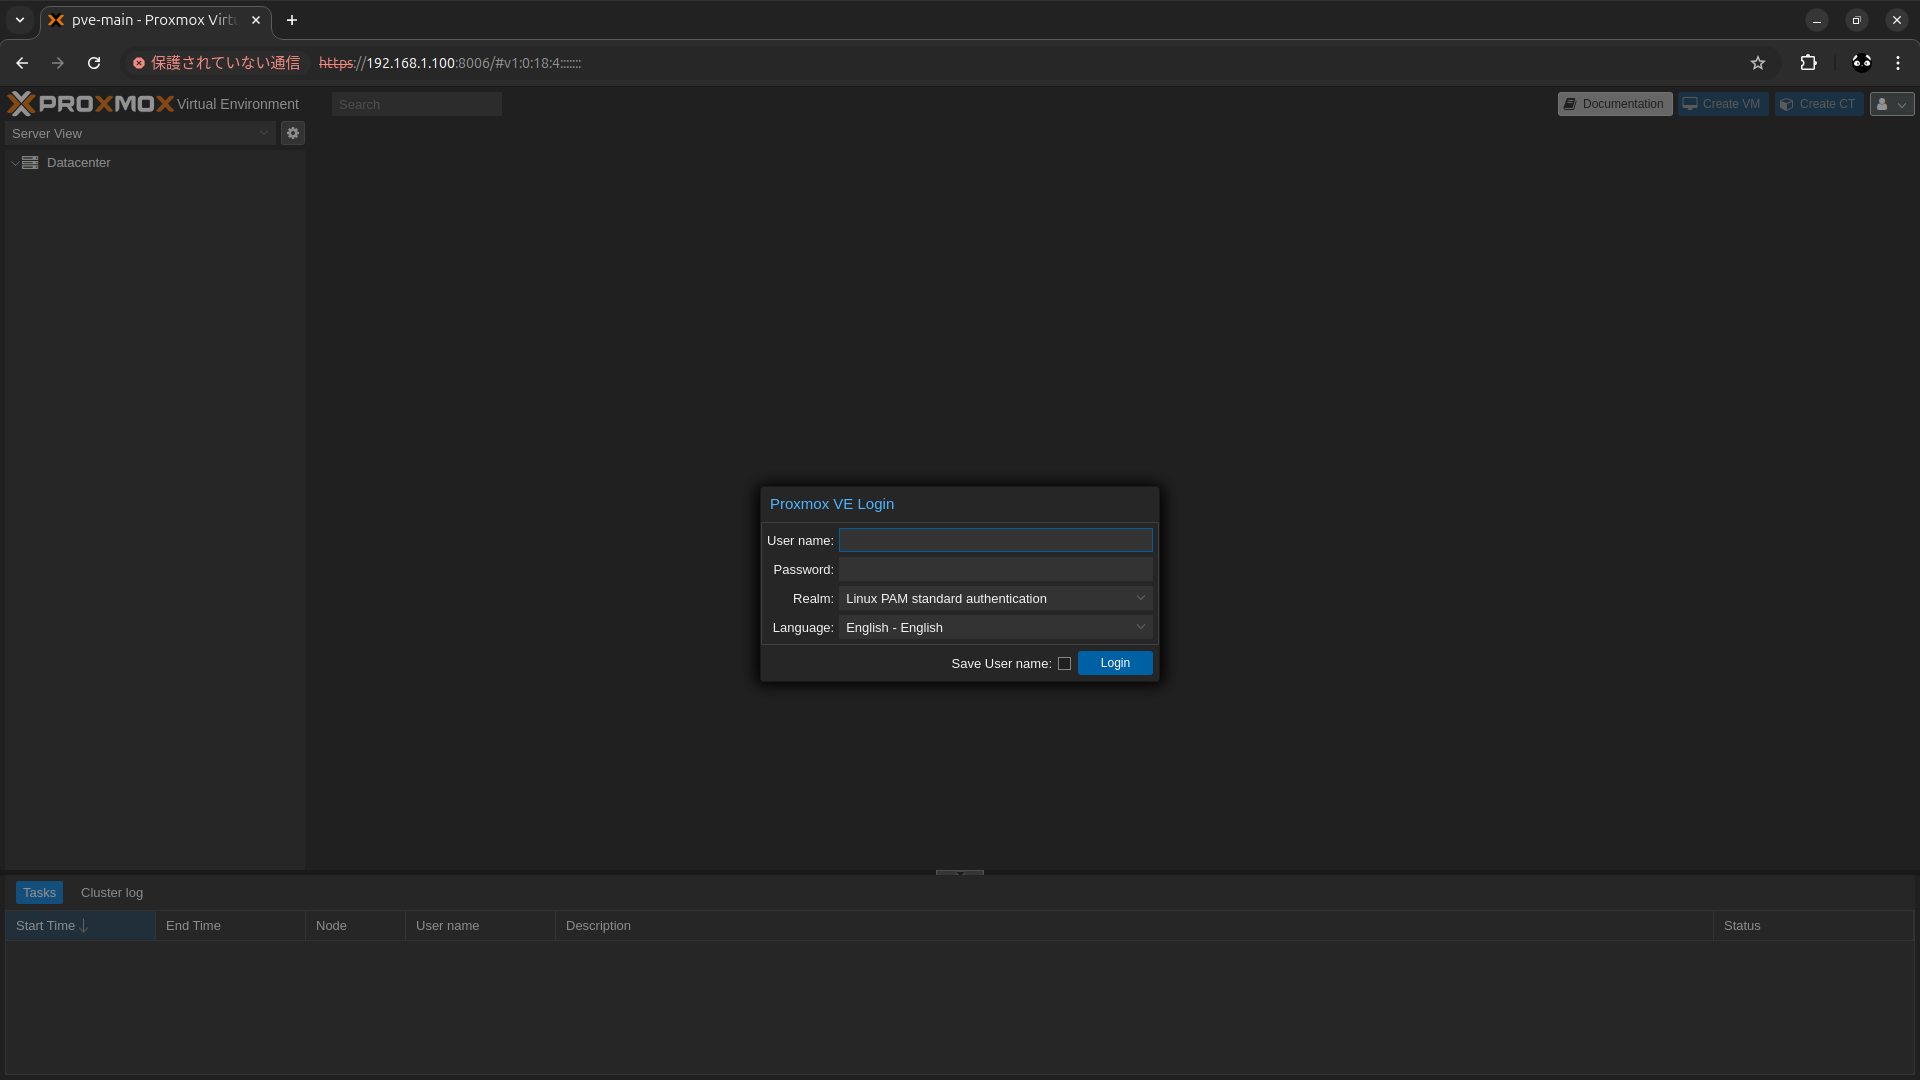 pve-main - Proxmox Virtu
保護されていない通信 https://192.168.1.100:8006/#v1:0:18:4:::::::
PROXMOX Virtual Environment Search Documentation Create VM Create CT
Server View
Datacenter
Proxmox VE Login
User name:
Password:
Realm: Linux PAM standard authentication
Language: English - English
Save User name: Login
Tasks Cluster log
Start Time End Time Node User name Description Status